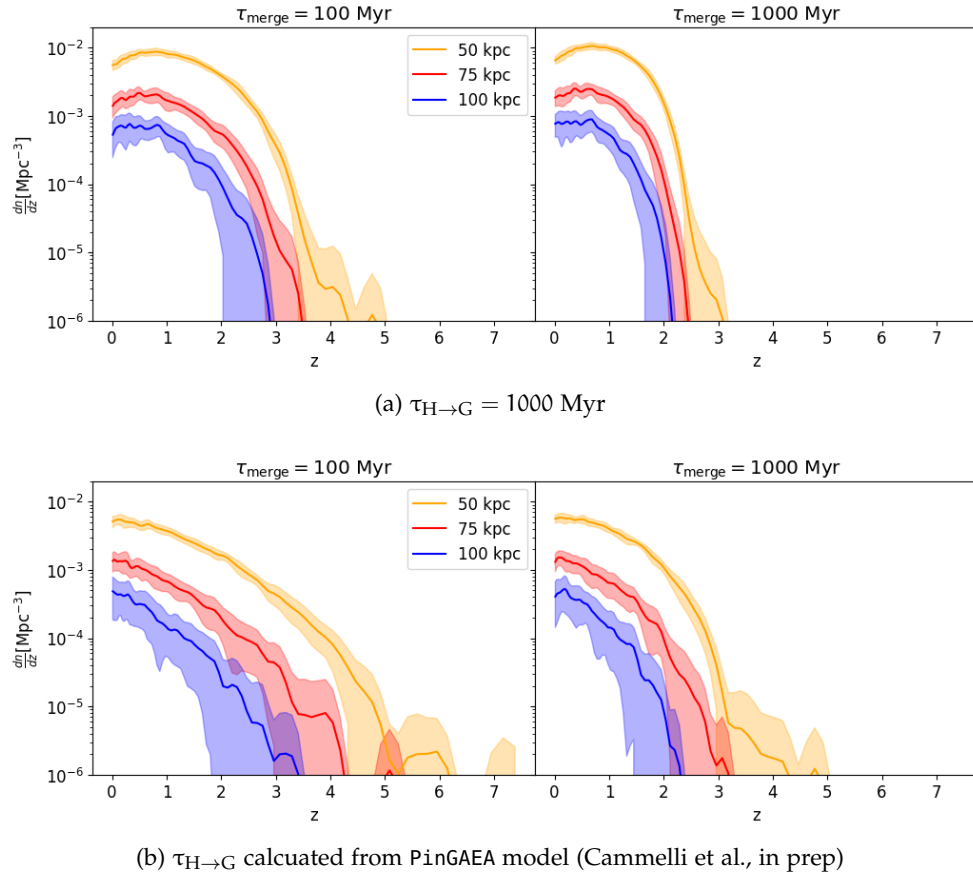 τmerge = 100 Myr
τmerge = 1000 Myr
50 kpc
75 kpc
100 kpc
dn/dz [Mpc⁻³]
10⁻²
10⁻³
10⁻⁴
10⁻⁵
10⁻⁶
0 1 2 3 4 5 6 7
0 1 2 3 4 5 6 7
z
z
(a) τH→G = 1000 Myr
τmerge = 100 Myr
τmerge = 1000 Myr
50 kpc
75 kpc
100 kpc
dn/dz [Mpc⁻³]
10⁻²
10⁻³
10⁻⁴
10⁻⁵
10⁻⁶
0 1 2 3 4 5 6 7
0 1 2 3 4 5 6 7
z
z
(b) τH→G calcuated from PinGAEA model (Cammelli et al., in prep)